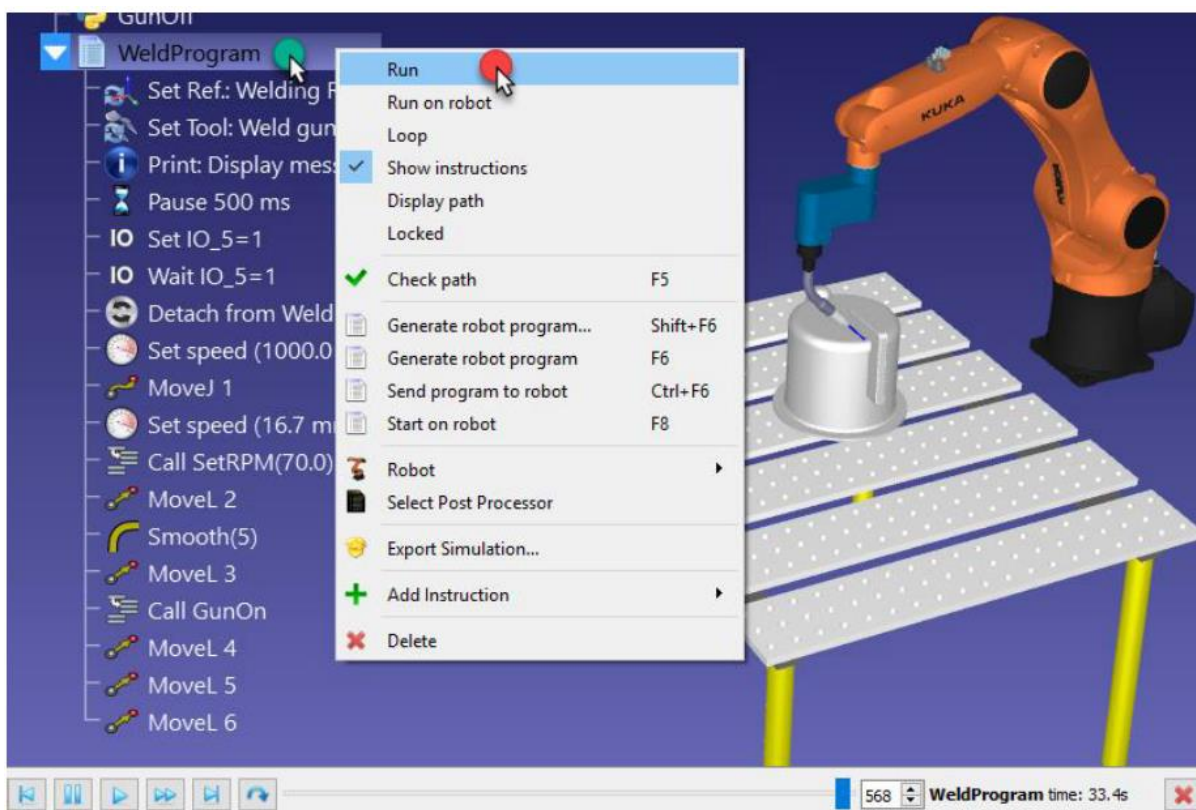 GunOff
WeldProgram
Set Ref.: Welding
Set Tool: Weld gun
Print: Display mes
Pause 500 ms
IO Set IO_5=1
IO Wait IO_5=1
Detach from Weld
Set speed (1000.0
MoveJ 1
Set speed (16.7 m
Call SetRPM(70.0)
MoveL 2
Smooth(5)
MoveL 3
Call GunOn
MoveL 4
MoveL 5
MoveL 6
Run
Run on robot
Loop
Show instructions
Display path
Locked
Check path F5
Generate robot program... Shift+F6
Generate robot program F6
Send program to robot Ctrl+F6
Start on robot F8
Robot
Select Post Processor
Export Simulation...
Add Instruction
Delete
KUKA
KUKA
568 WeldProgram time: 33.4s